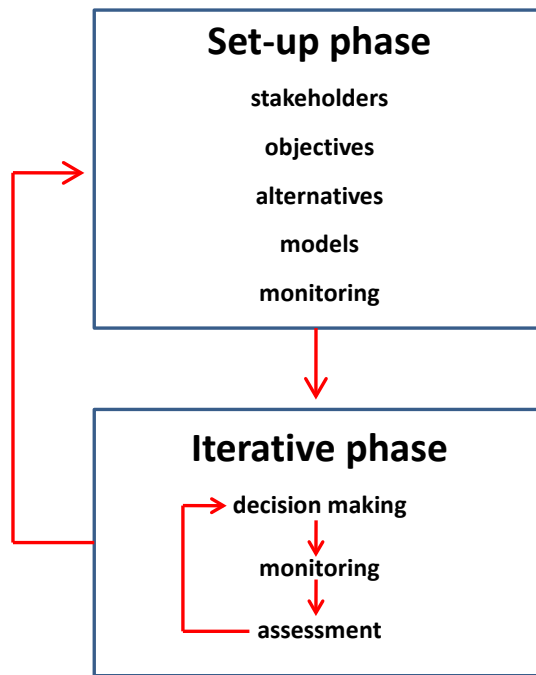 Set-up phase
stakeholders
objectives
alternatives
models
monitoring
Iterative phase
decision making
monitoring
assessment